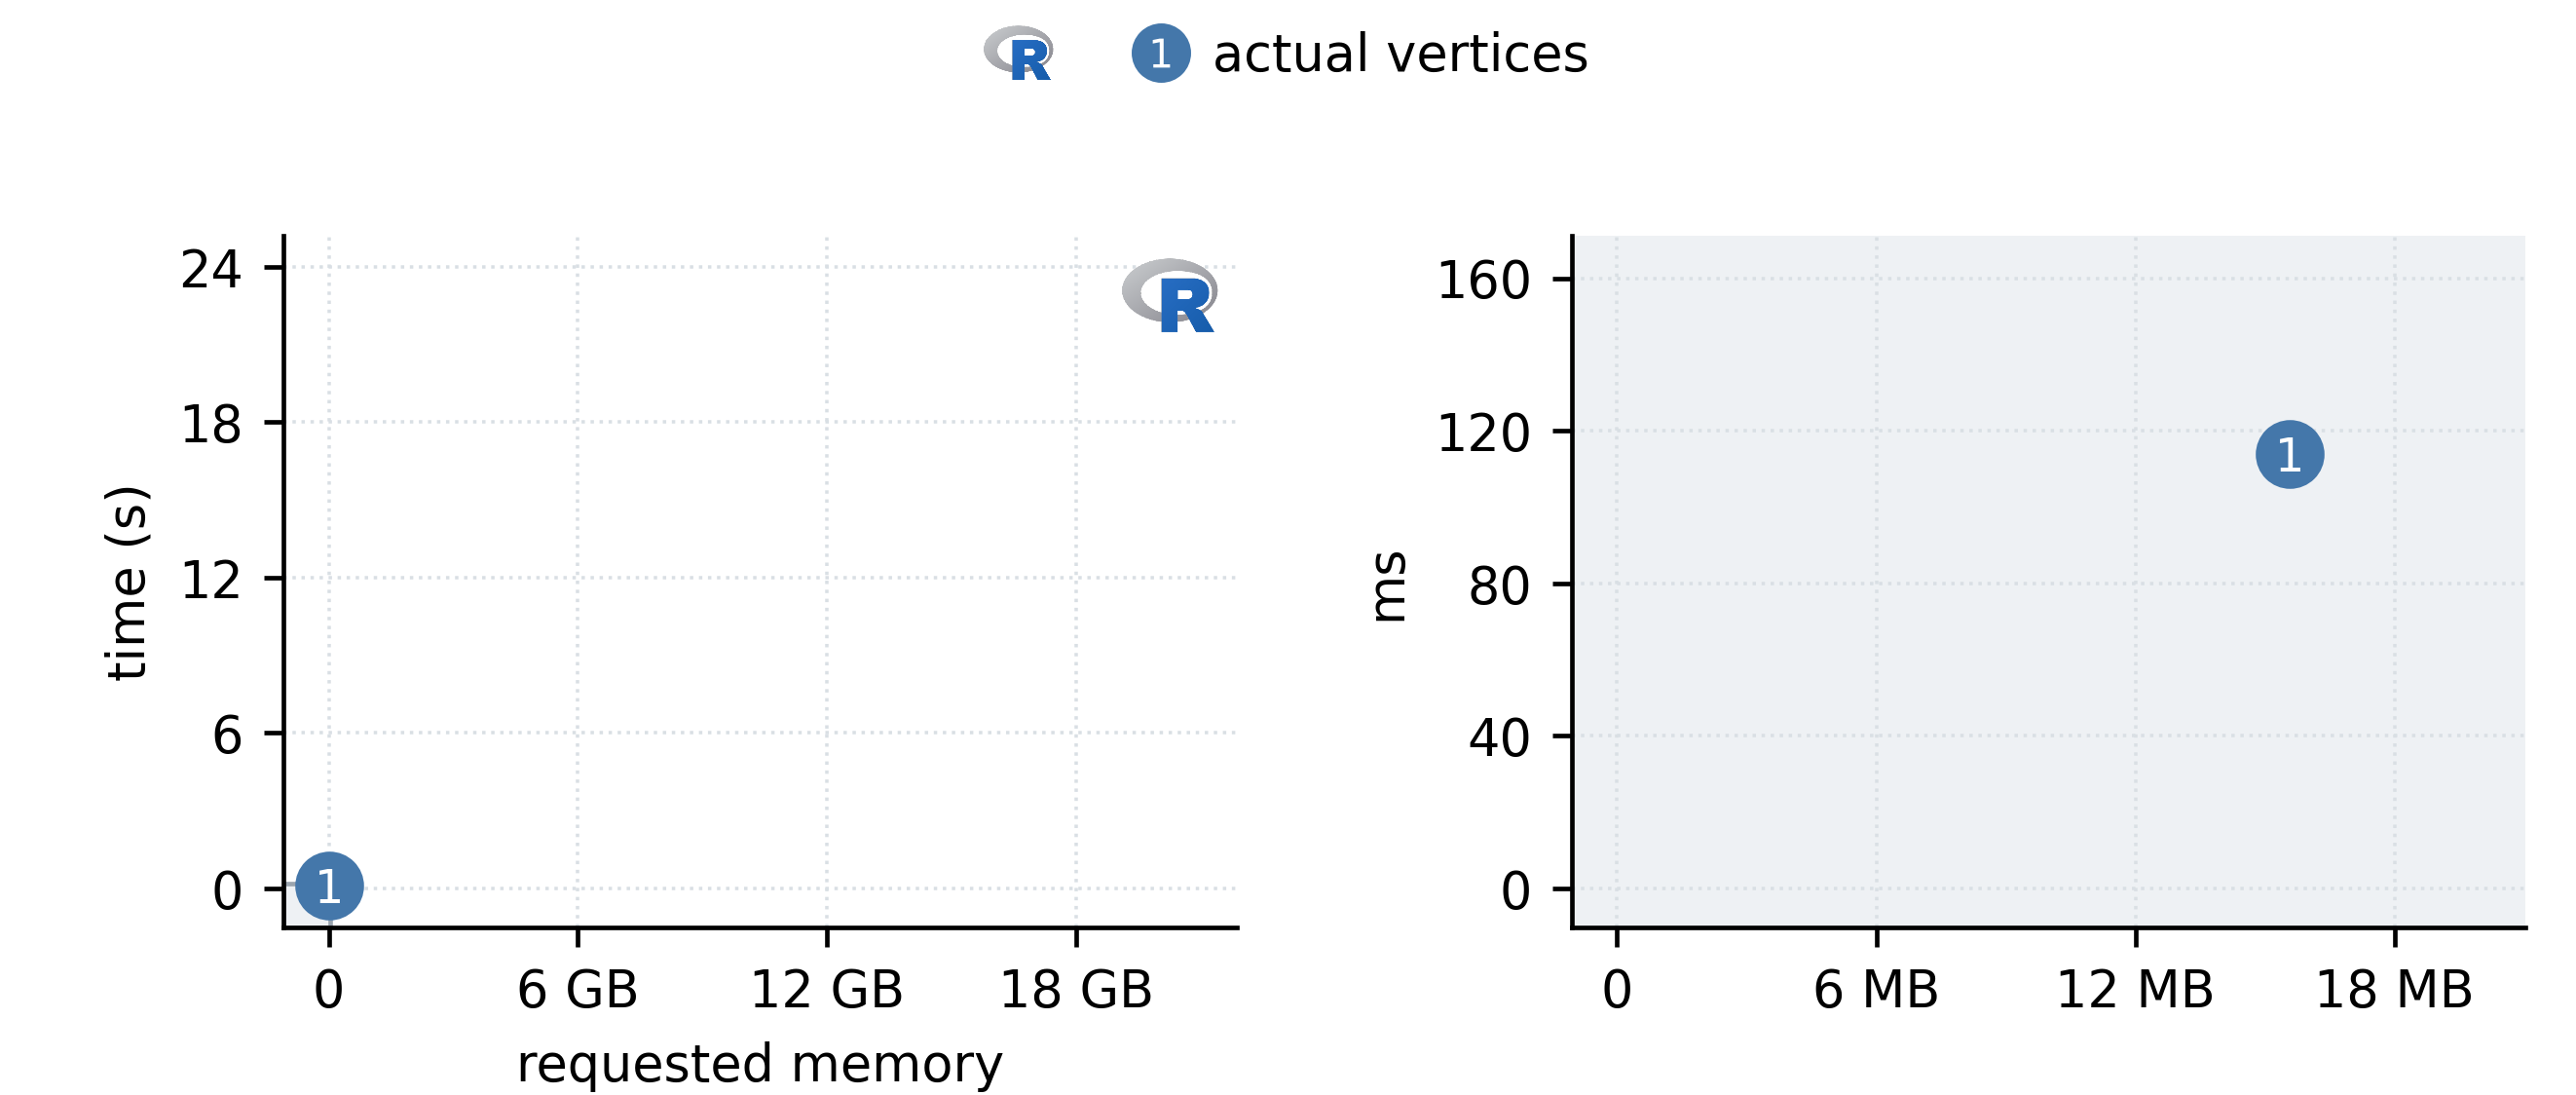 R 1 actual vertices
24
18
12
6
0
time (s)
R
1
0 6 GB 12 GB 18 GB
requested memory
160
120
80
40
0
ms
1
0 6 MB 12 MB 18 MB